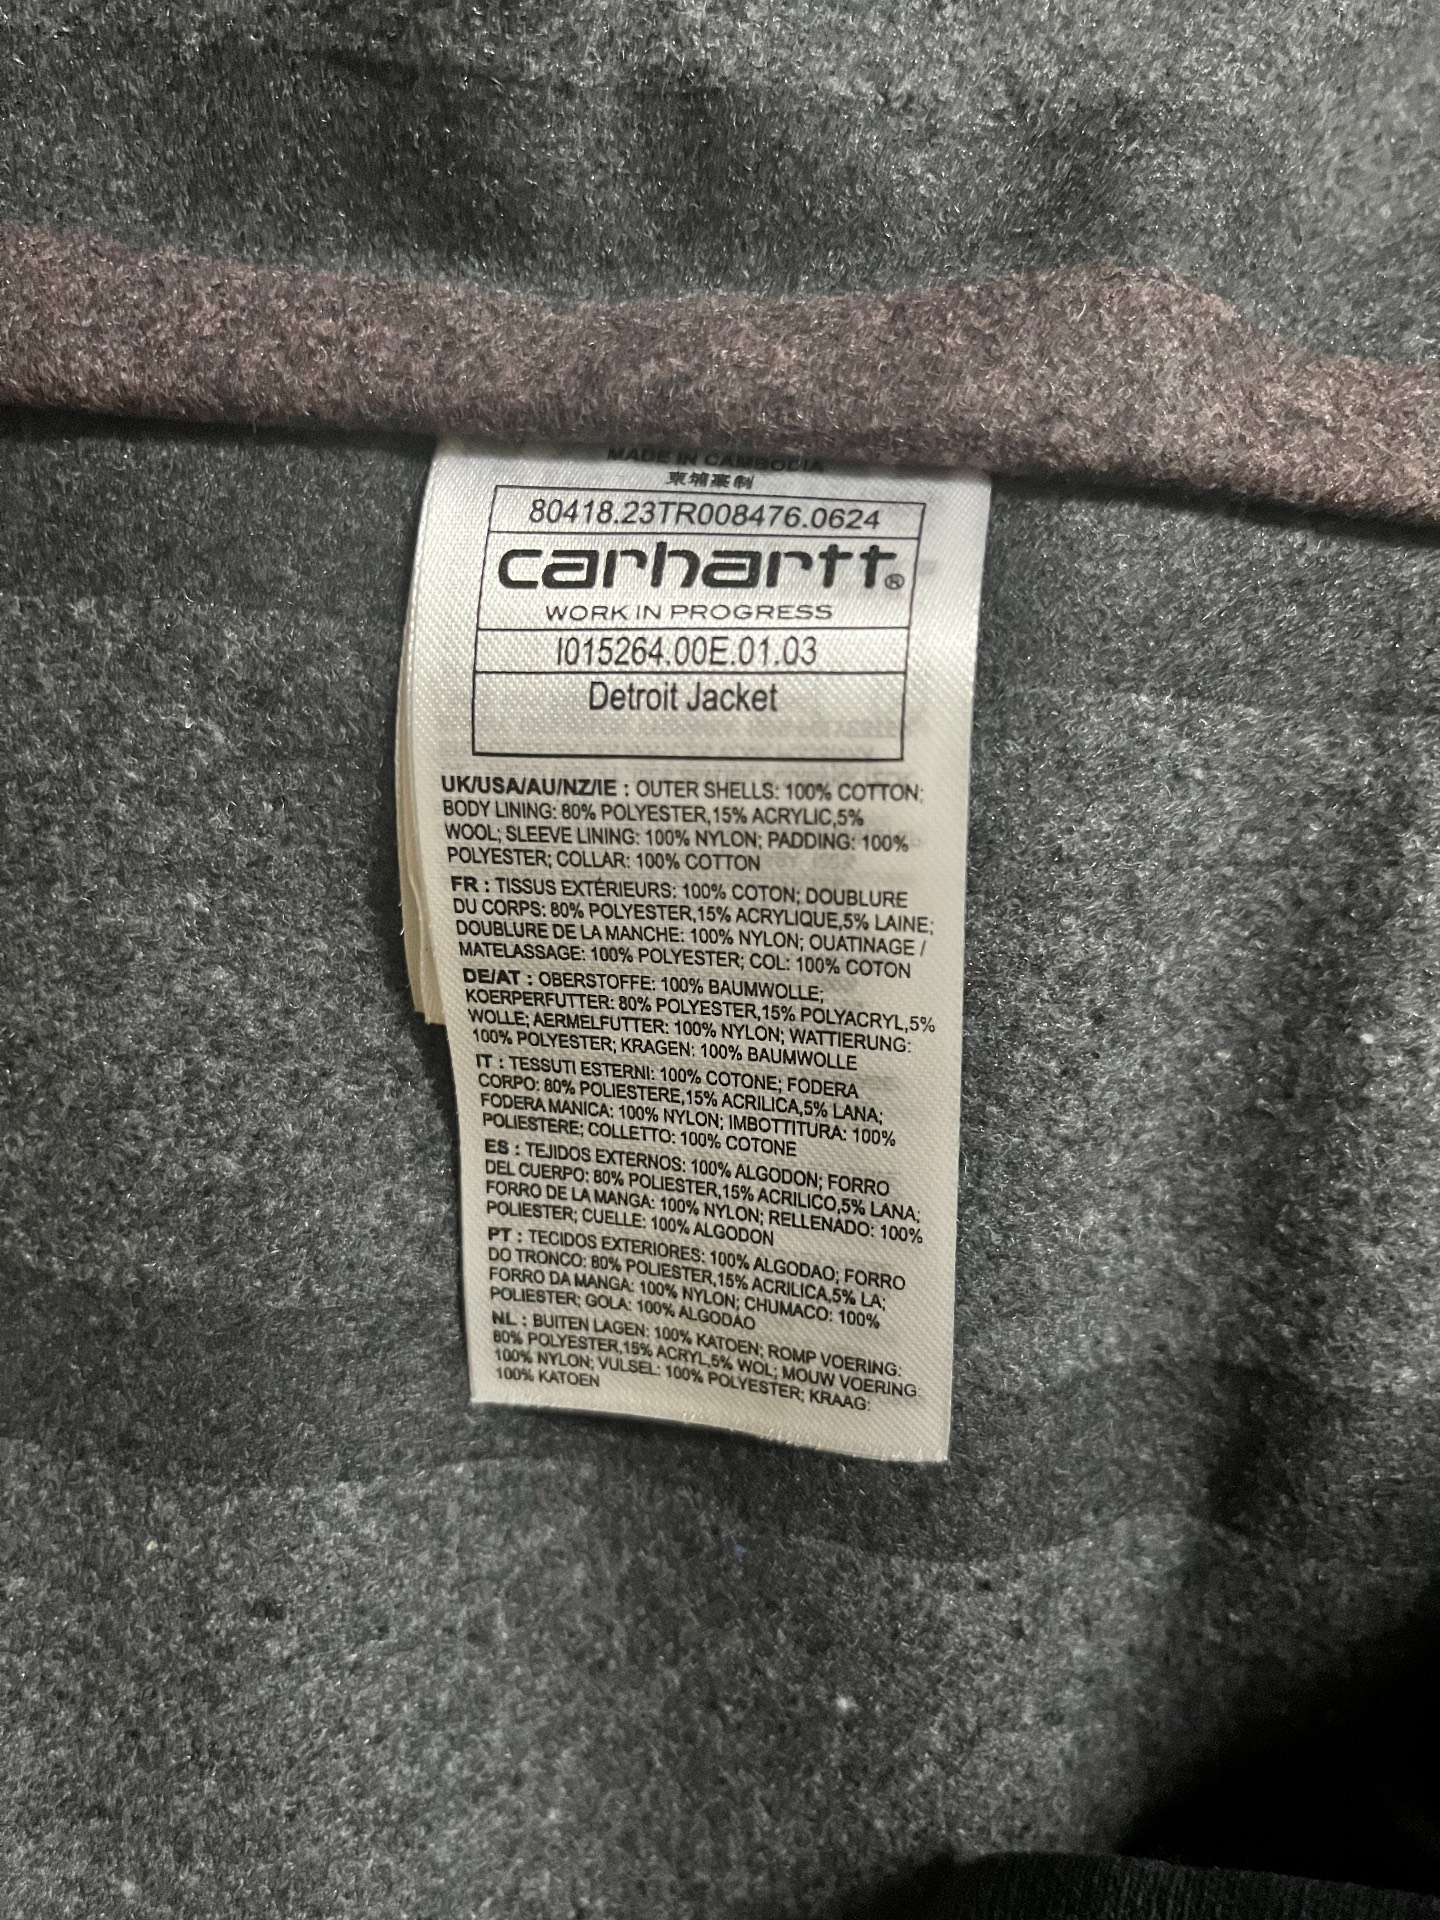 MADE IN CAMBODIA
柬埔寨制
80418.23TR008476.0624
carhartt®
WORK IN PROGRESS
I015264.00E.01.03
Detroit Jacket
UK/USA/AU/NZ/IE : OUTER SHELLS: 100% COTTON;
BODY LINING: 80% POLYESTER,15% ACRYLIC,5%
WOOL; SLEEVE LINING: 100% NYLON; PADDING: 100%
POLYESTER; COLLAR: 100% COTTON
FR : TISSUS EXTÉRIEURS: 100% COTON; DOUBLURE
DU CORPS: 80% POLYESTER,15% ACRYLIQUE,5% LAINE;
DOUBLURE DE LA MANCHE: 100% NYLON; OUATINAGE /
MATELASSAGE: 100% POLYESTER; COL: 100% COTON
DE/AT : OBERSTOFFE: 100% BAUMWOLLE;
KOERPERFUTTER: 80% POLYESTER,15% POLYACRYL,5%
WOLLE; AERMELFUTTER: 100% NYLON; WATTIERUNG:
100% POLYESTER; KRAGEN: 100% BAUMWOLLE
IT : TESSUTI ESTERNI: 100% COTONE; FODERA
CORPO: 80% POLIESTERE,15% ACRILICA,5% LANA;
FODERA MANICA: 100% NYLON; IMBOTTITURA: 100%
POLIESTERE; COLLETTO: 100% COTONE
ES : TEJIDOS EXTERNOS: 100% ALGODON; FORRO
DEL CUERPO: 80% POLIESTER,15% ACRILICO,5% LANA;
FORRO DE LA MANGA: 100% NYLON; RELLENADO: 100%
POLIESTER; CUELLE: 100% ALGODON
PT : TECIDOS EXTERIORES: 100% ALGODAO; FORRO
DO TRONCO: 80% POLIESTER,15% ACRILICA,5% LA;
FORRO DA MANGA: 100% NYLON; CHUMACO: 100%
POLIESTER; GOLA: 100% ALGODAO
NL : BUITEN LAGEN: 100% KATOEN; ROMP VOERING:
80% POLYESTER,15% ACRYL,5% WOL; MOUW VOERING:
100% NYLON; VULSEL: 100% POLYESTER; KRAAG:
100% KATOEN